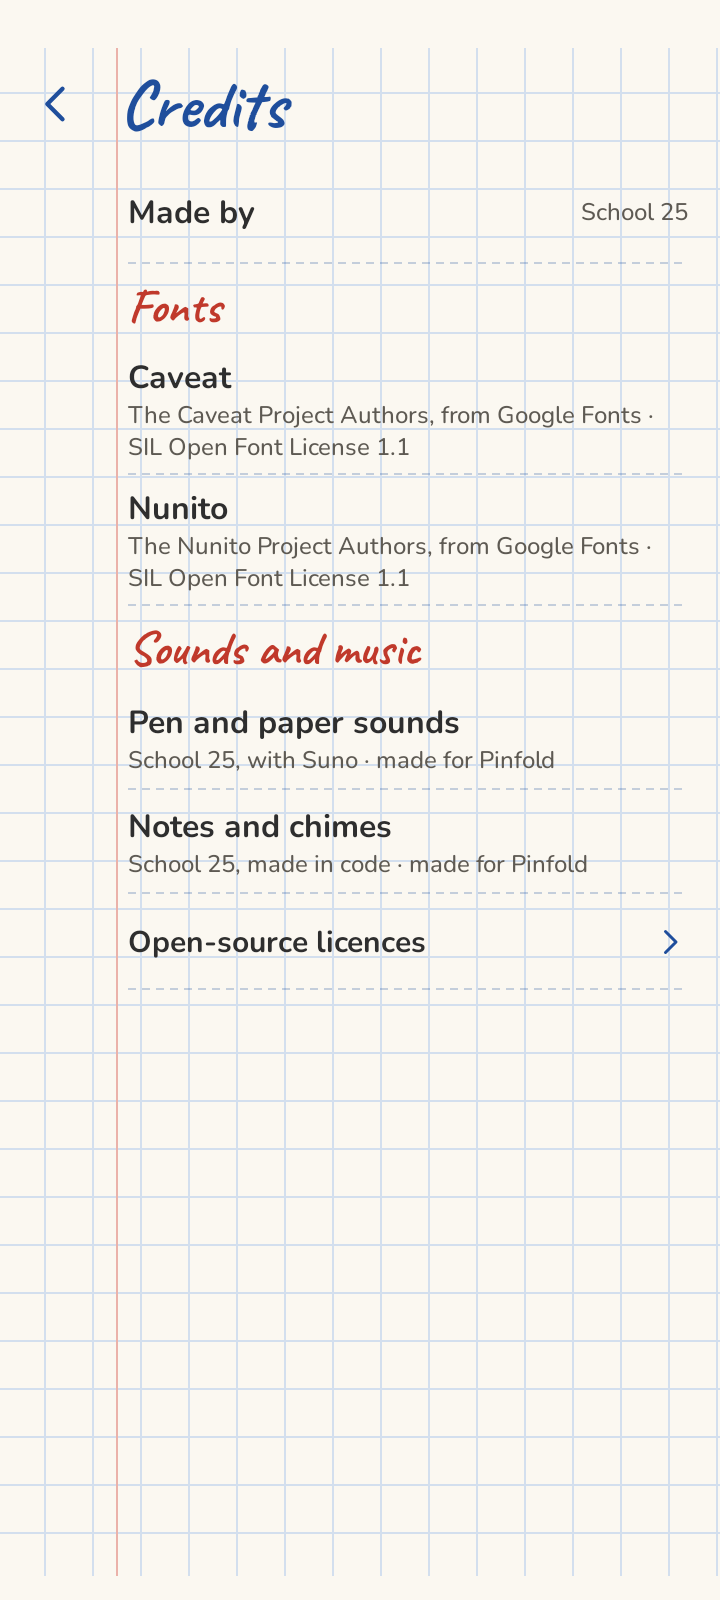 Credits
Made by
School 25
Fonts
Caveat
The Caveat Project Authors, from Google Fonts ·
SIL Open Font License 1.1
Nunito
The Nunito Project Authors, from Google Fonts ·
SIL Open Font License 1.1
Sounds and music
Pen and paper sounds
School 25, with Suno · made for Pinfold
Notes and chimes
School 25, made in code · made for Pinfold
Open-source licences